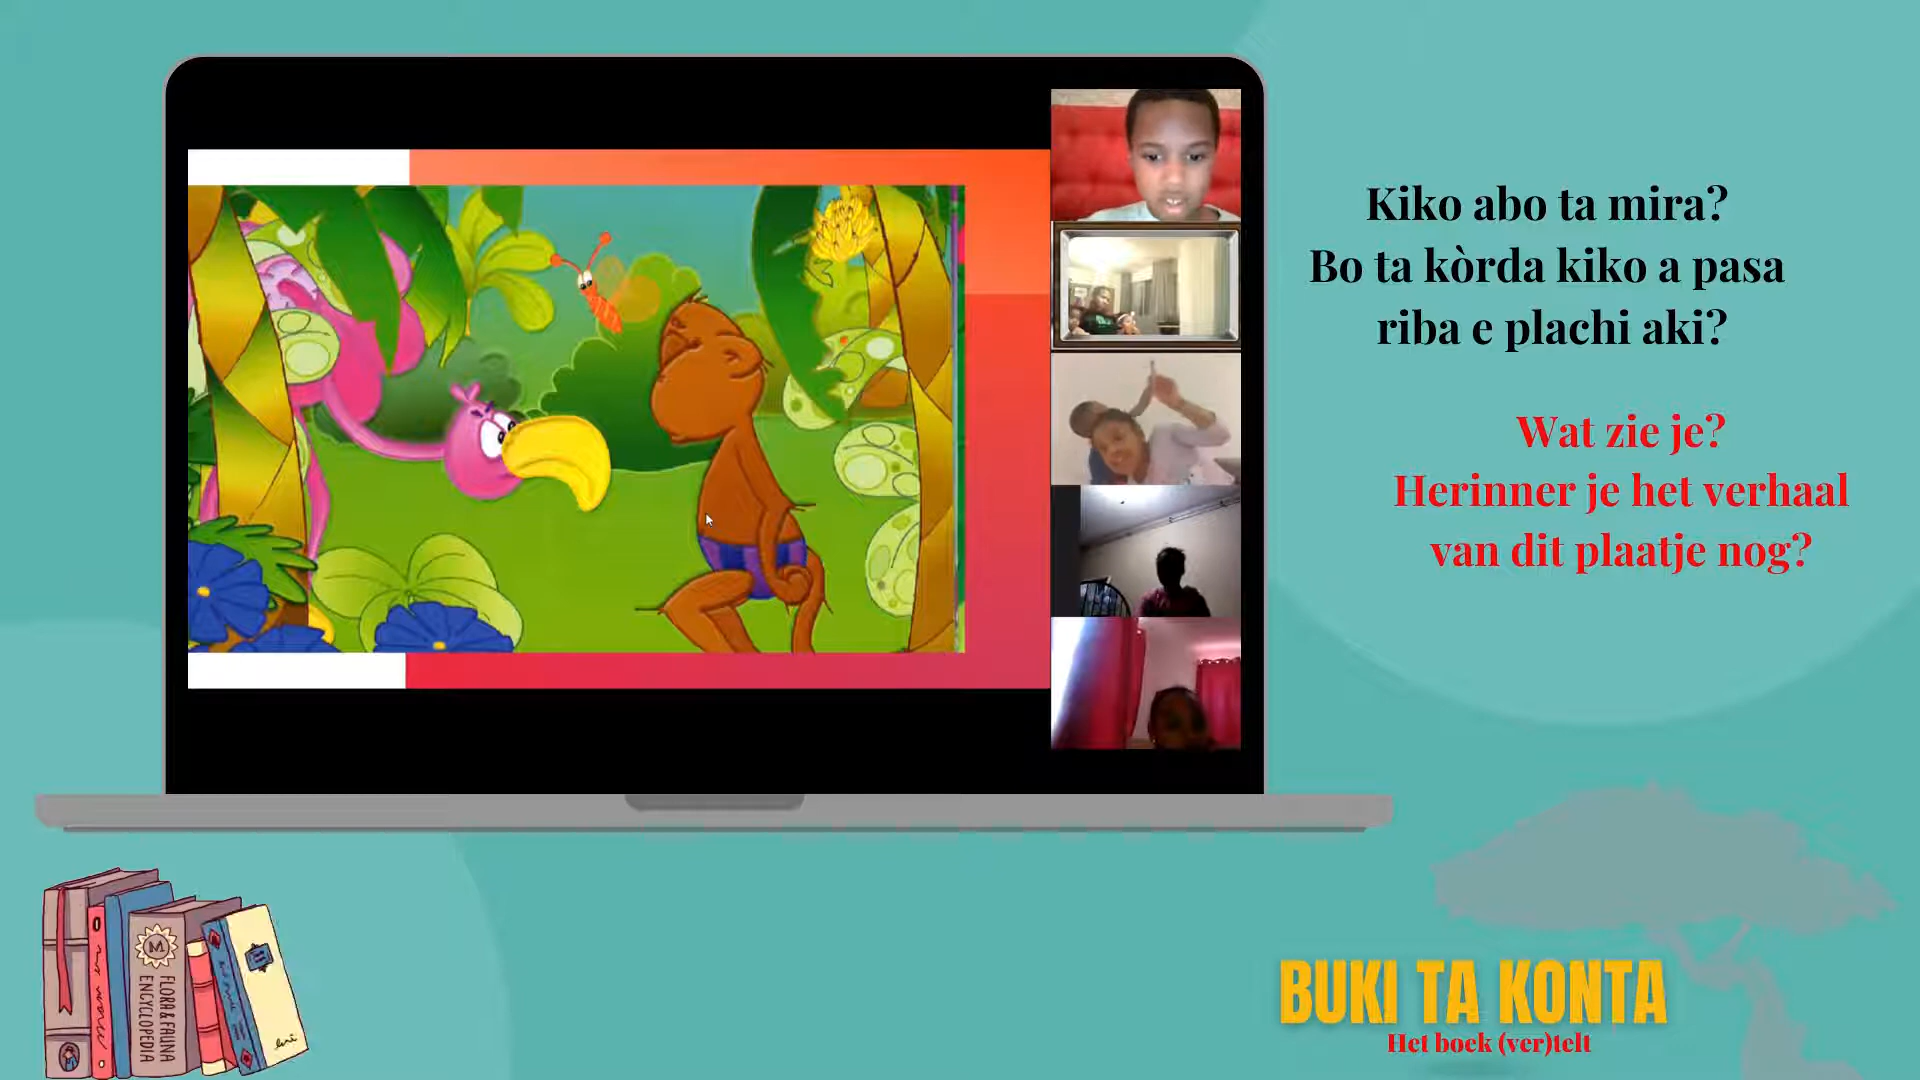 Kiko abo ta mira?
Bo ta kòrda kiko a pasa
riba e plachi aki?
Wat zie je?
Herinner je het verhaal
van dit plaatje nog?
M
FLORA & FAUNA
ENCYCLOPEDIA
BUKI TA KONTA
Het boek (ver)telt